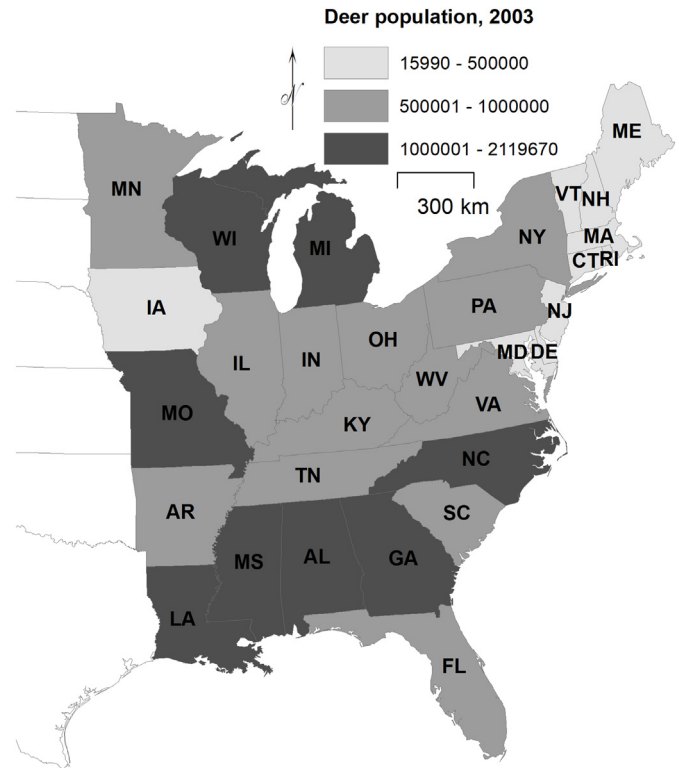 Deer population, 2003
15990 - 500000
500001 - 1000000
1000001 - 2119670
N
300 km
ME
VT NH
MN
MA
WI
NY
CT RI
MI
IA
PA
NJ
OH
MD DE
IL
IN
WV
VA
MO
KY
NC
TN
AR
SC
MS
AL
GA
LA
FL